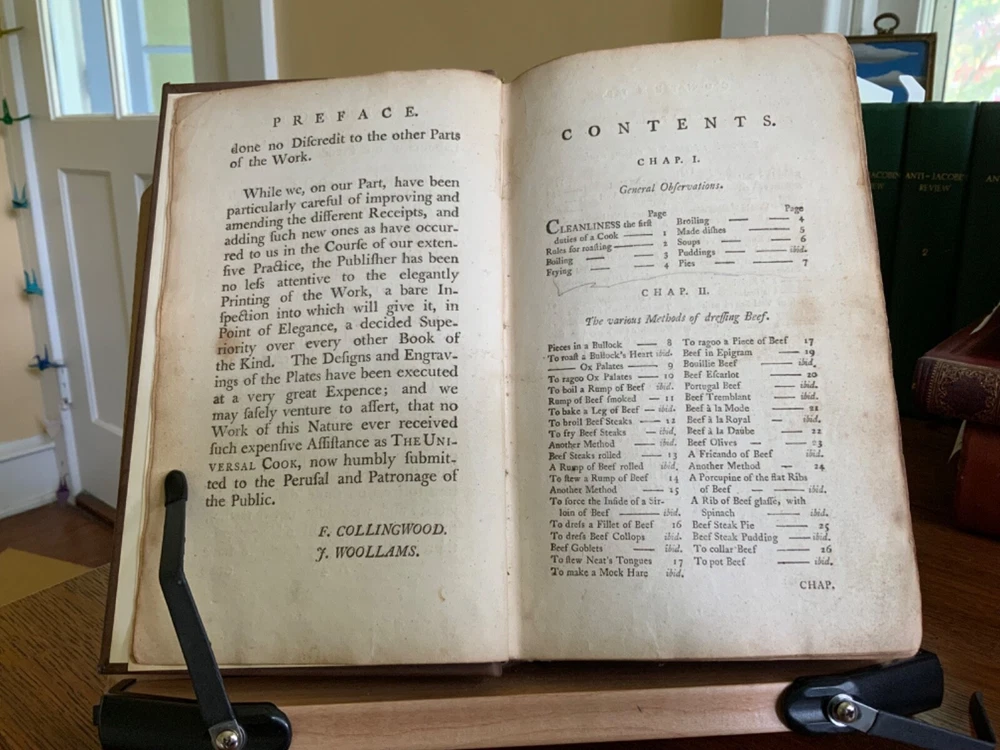 PREFACE.
done no Diſcredit to the other Parts
of the Work.
While we, on our Part, have been
particularly careful of improving and
amending the different Receipts, and
adding ſuch new ones as have occur-
red to us in the Courſe of our exten-
ſive Practice, the Publiſher has been
no leſs attentive to the elegantly
Printing of the Work, a bare In-
ſpection into which will give it, in
Point of Elegance, a decided Supe-
riority over every other Book of
the Kind. The Deſigns and Engrav-
ings of the Plates have been executed
at a very great Expence; and we
may ſafely venture to aſſert, that no
Work of this Nature ever received
ſuch expenſive Aſſiſtance as THE UNI-
VERSAL COOK, now humbly ſubmit-
ted to the Peruſal and Patronage of
the Public.
F. COLLINGWOOD.
J. WOOLLAMS.
CONTENTS.
CHAP. I.
General Obſervations.
Page
CLEANLINESS the firſt
duties of a Cook —— 1
Rules for roaſting —— 2
Boiling — — 3
Frying — — 4
Page
Broiling — — 4
Made diſhes — 5
Soups — — 6
Puddings — — ibid.
Pies — — 7
CHAP. II.
The various Methods of dreſſing Beef.
Pieces in a Bullock — 8
To roaſt a Bullock's Heart ibid.
—— Ox Palates — 9
To ragoo Ox Palates — 10
To boil a Rump of Beef ibid.
Rump of Beef ſmoked — 11
To bake a Leg of Beef — ibid.
To broil Beef Steaks — 12
To fry Beef Steaks — ibid.
Another Method — ibid.
Beef Steaks rolled — 13
A Rump of Beef rolled ibid.
To ſtew a Rump of Beef 14
Another Method — 15
To force the Inſide of a Sir-
loin of Beef —— ibid.
To dreſs a Fillet of Beef 16
To dreſs Beef Collops ibid.
Beef Goblets — ibid.
To ſtew Neat's Tongues 17
To make a Mock Hare ibid.
To ragoo a Piece of Beef 17
Beef in Epigram — 19
Bouillie Beef — ibid.
Beef Eſcarlot — 20
Portugal Beef — ibid.
Beef Tremblant — ibid.
Beef à la Mode — 21
Beef à la Royal — ibid.
Beef à la Daube — 22
Beef Olives — — 23
A Fricando of Beef ibid.
Another Method — 24
A Porcupine of the flat Ribs
of Beef — —— ibid.
A Rib of Beef glaſſe, with
Spinach —— ibid.
Beef Steak Pie —— 25
Beef Steak Pudding — ibid.
To collar Beef —— 26
To pot Beef —— ibid.
CHAP.
ANTI-JACOBIN
REVIEW
2